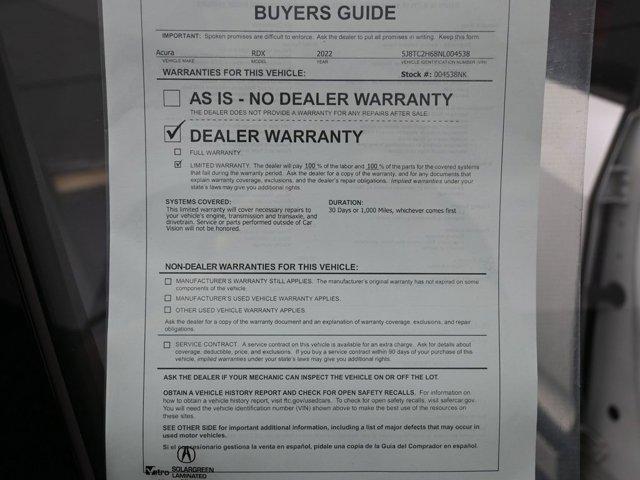 BUYERS GUIDE
IMPORTANT: Spoken promises are difficult to enforce. Ask the dealer to put all promises in writing. Keep this form.
Acura RDX 2022 5J8TC2H68NL004538
VEHICLE MAKE MODEL YEAR VEHICLE IDENTIFICATION NUMBER (VIN)
WARRANTIES FOR THIS VEHICLE: Stock #: 004538NK
AS IS - NO DEALER WARRANTY
THE DEALER DOES NOT PROVIDE A WARRANTY FOR ANY REPAIRS AFTER SALE.
DEALER WARRANTY
FULL WARRANTY.
LIMITED WARRANTY. The dealer will pay 100 % of the labor and 100 % of the parts for the covered systems
that fail during the warranty period. Ask the dealer for a copy of the warranty, and for any documents that
explain warranty coverage, exclusions, and the dealer's repair obligations. Implied warranties under your
state's laws may give you additional rights.
SYSTEMS COVERED: DURATION:
This limited warranty will cover necessary repairs to 30 Days or 1,000 Miles, whichever comes first
your vehicle's engine, transmission and transaxle, and
drivetrain. Service or parts performed outside of Car
Vision will not be honored.
NON-DEALER WARRANTIES FOR THIS VEHICLE:
MANUFACTURER'S WARRANTY STILL APPLIES. The manufacturer's original warranty has not expired on some
components of the vehicle.
MANUFACTURER'S USED VEHICLE WARRANTY APPLIES.
OTHER USED VEHICLE WARRANTY APPLIES.
Ask the dealer for a copy of the warranty document and an explanation of warranty coverage, exclusions, and repair
obligations.
SERVICE CONTRACT. A service contract on this vehicle is available for an extra charge. Ask for details about
coverage, deductible, price, and exclusions. If you buy a service contract within 90 days of your purchase of this
vehicle, implied warranties under your state's laws may give you additional rights.
ASK THE DEALER IF YOUR MECHANIC CAN INSPECT THE VEHICLE ON OR OFF THE LOT.
OBTAIN A VEHICLE HISTORY REPORT AND CHECK FOR OPEN SAFETY RECALLS. For information on
how to obtain a vehicle history report, visit ftc.gov/usedcars. To check for open safety recalls, visit safercar.gov.
You will need the vehicle identification number (VIN) shown above to make the best use of the resources on
these sites.
SEE OTHER SIDE for important additional information, including a list of major defects that may occur in
used motor vehicles.
Si el concesionario gestiona la venta en español, pídale una copia de la Guía del Comprador en español.
Vitro SOLARGREEN
LAMINATED